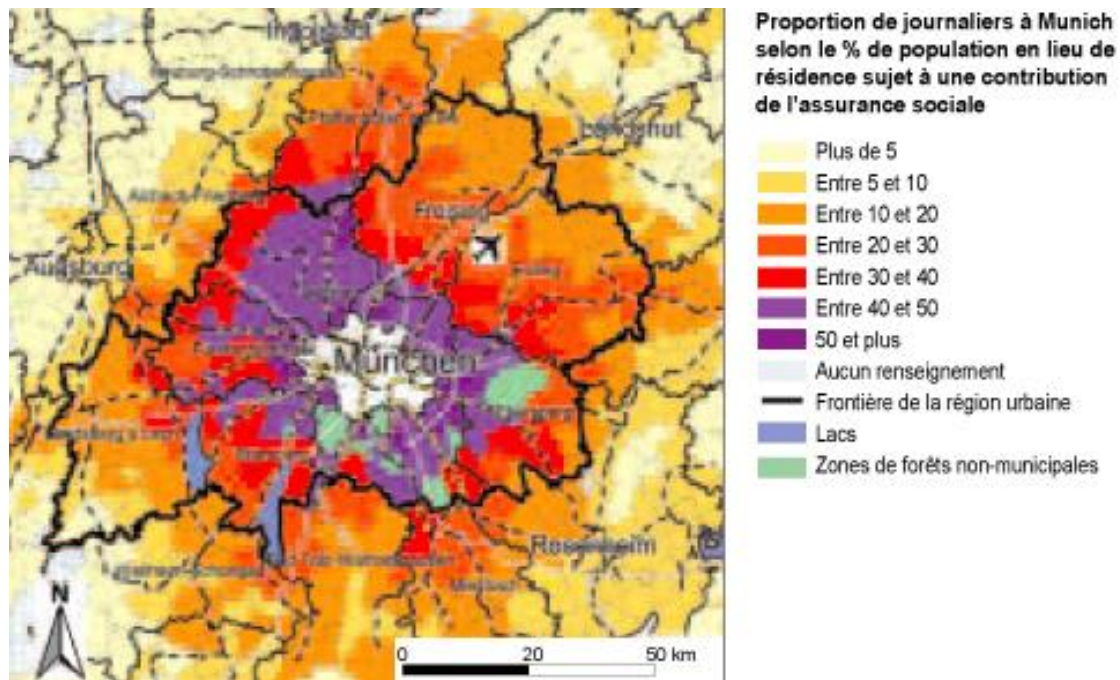 Proportion de journaliers à Munich
selon le % de population en lieu de
résidence sujet à une contribution
de l'assurance sociale
Plus de 5
Entre 5 et 10
Entre 10 et 20
Entre 20 et 30
Entre 30 et 40
Entre 40 et 50
50 et plus
Aucun renseignement
Frontière de la région urbaine
Lacs
Zones de forêts non-municipales
Ingolstadt
Landshut
Freising
Augsburg
München
Rosenheim
Miesbach
N
0 20 50 km